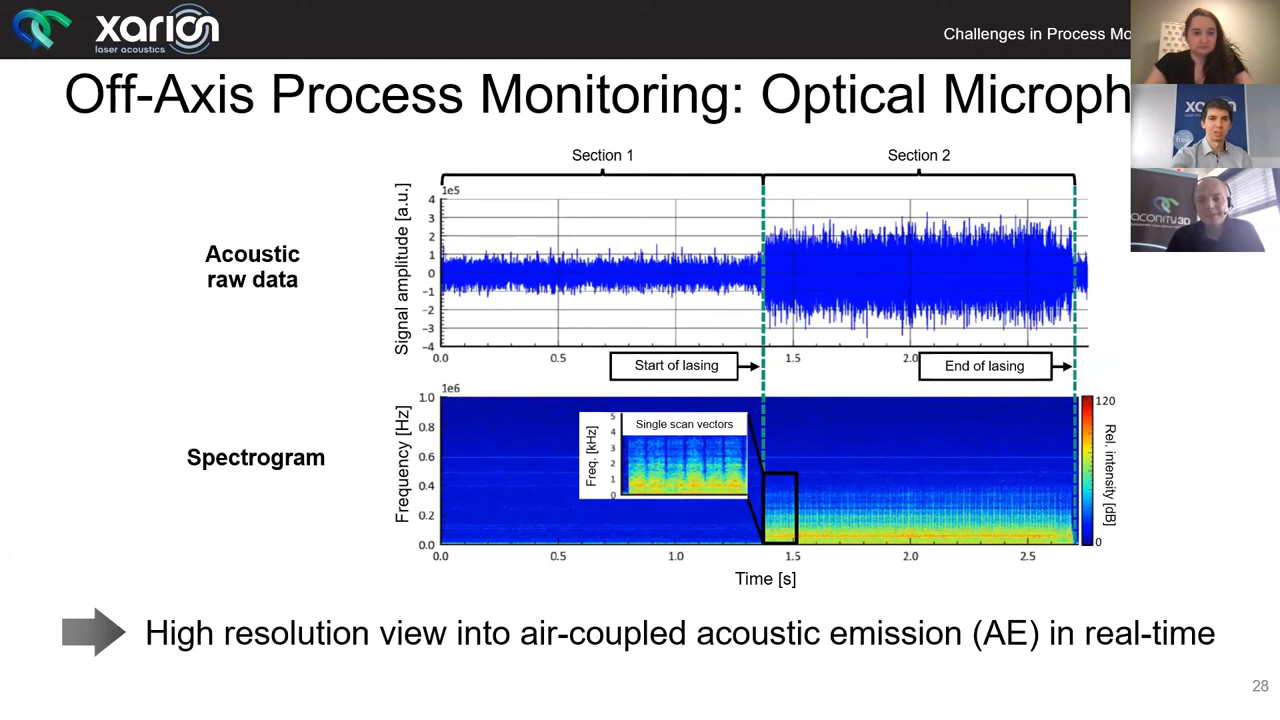 xarion
laser acoustics
Challenges in Process Mo
Off-Axis Process Monitoring: Optical Microph
xarion
ACONITY3D
Section 1
Section 2
Acoustic
raw data
Signal amplitude [a.u.]
1e5
4
3
2
1
0
−1
−2
−3
−4
0.0
0.5
1.5
2.0
Start of lasing
End of lasing
Spectrogram
Frequency [Hz]
1e6
1.0
0.8
0.6
0.4
0.2
0.0
Single scan vectors
Freq. [kHz]
5
4
3
2
1
0
120
0
Rel. intensity [dB]
0.0
0.5
1.0
1.5
2.0
2.5
Time [s]
High resolution view into air-coupled acoustic emission (AE) in real-time
28